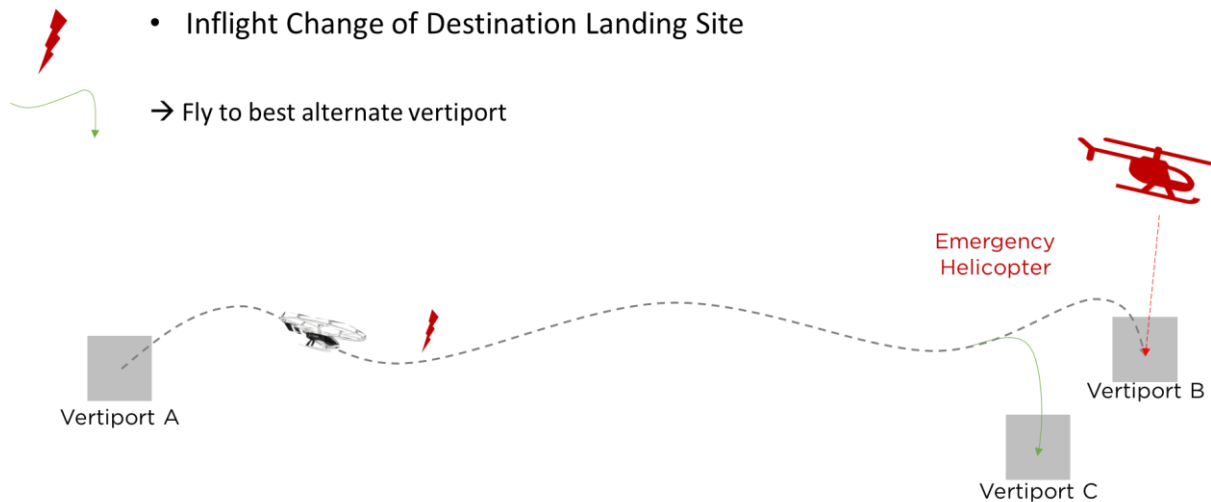 • Inflight Change of Destination Landing Site
→ Fly to best alternate vertiport
Emergency
Helicopter
Vertiport A
Vertiport B
Vertiport C